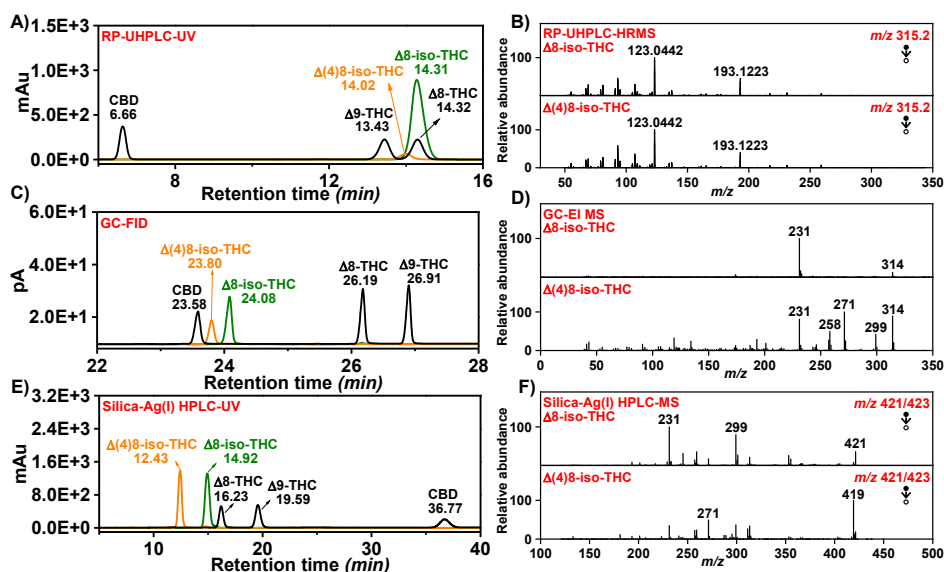 A)
RP-UHPLC-UV
mAu
1.5E+3
1.0E+3
5.0E+2
0.0E+0
CBD
6.66
Δ(4)8-iso-THC
14.02
Δ9-THC
13.43
Δ8-iso-THC
14.31
Δ8-THC
14.32
8
12
16
Retention time (min)
B)
RP-UHPLC-HRMS
Δ8-iso-THC
m/z 315.2
123.0442
193.1223
100
Δ(4)8-iso-THC
m/z 315.2
123.0442
193.1223
100
0
Relative abundance
50
100
150
200
250
300
350
m/z
C)
GC-FID
pA
6.0E+1
4.0E+1
2.0E+1
CBD
23.58
Δ(4)8-iso-THC
23.80
Δ8-iso-THC
24.08
Δ8-THC
26.19
Δ9-THC
26.91
22
24
26
28
Retention time (min)
D)
GC-EI MS
Δ8-iso-THC
231
314
100
Δ(4)8-iso-THC
231
258
271
299
314
100
0
Relative abundance
0
50
100
150
200
250
300
350
m/z
E)
Silica-Ag(I) HPLC-UV
mAu
3.2E+3
2.4E+3
1.6E+3
8.0E+2
0.0E+0
Δ(4)8-iso-THC
12.43
Δ8-iso-THC
14.92
Δ8-THC
16.23
Δ9-THC
19.59
CBD
36.77
10
20
30
40
Retention time (min)
F)
Silica-Ag(I) HPLC-MS
Δ8-iso-THC
m/z 421/423
231
299
421
100
Δ(4)8-iso-THC
m/z 421/423
271
419
100
0
Relative abundance
100
150
200
250
300
350
400
450
500
m/z